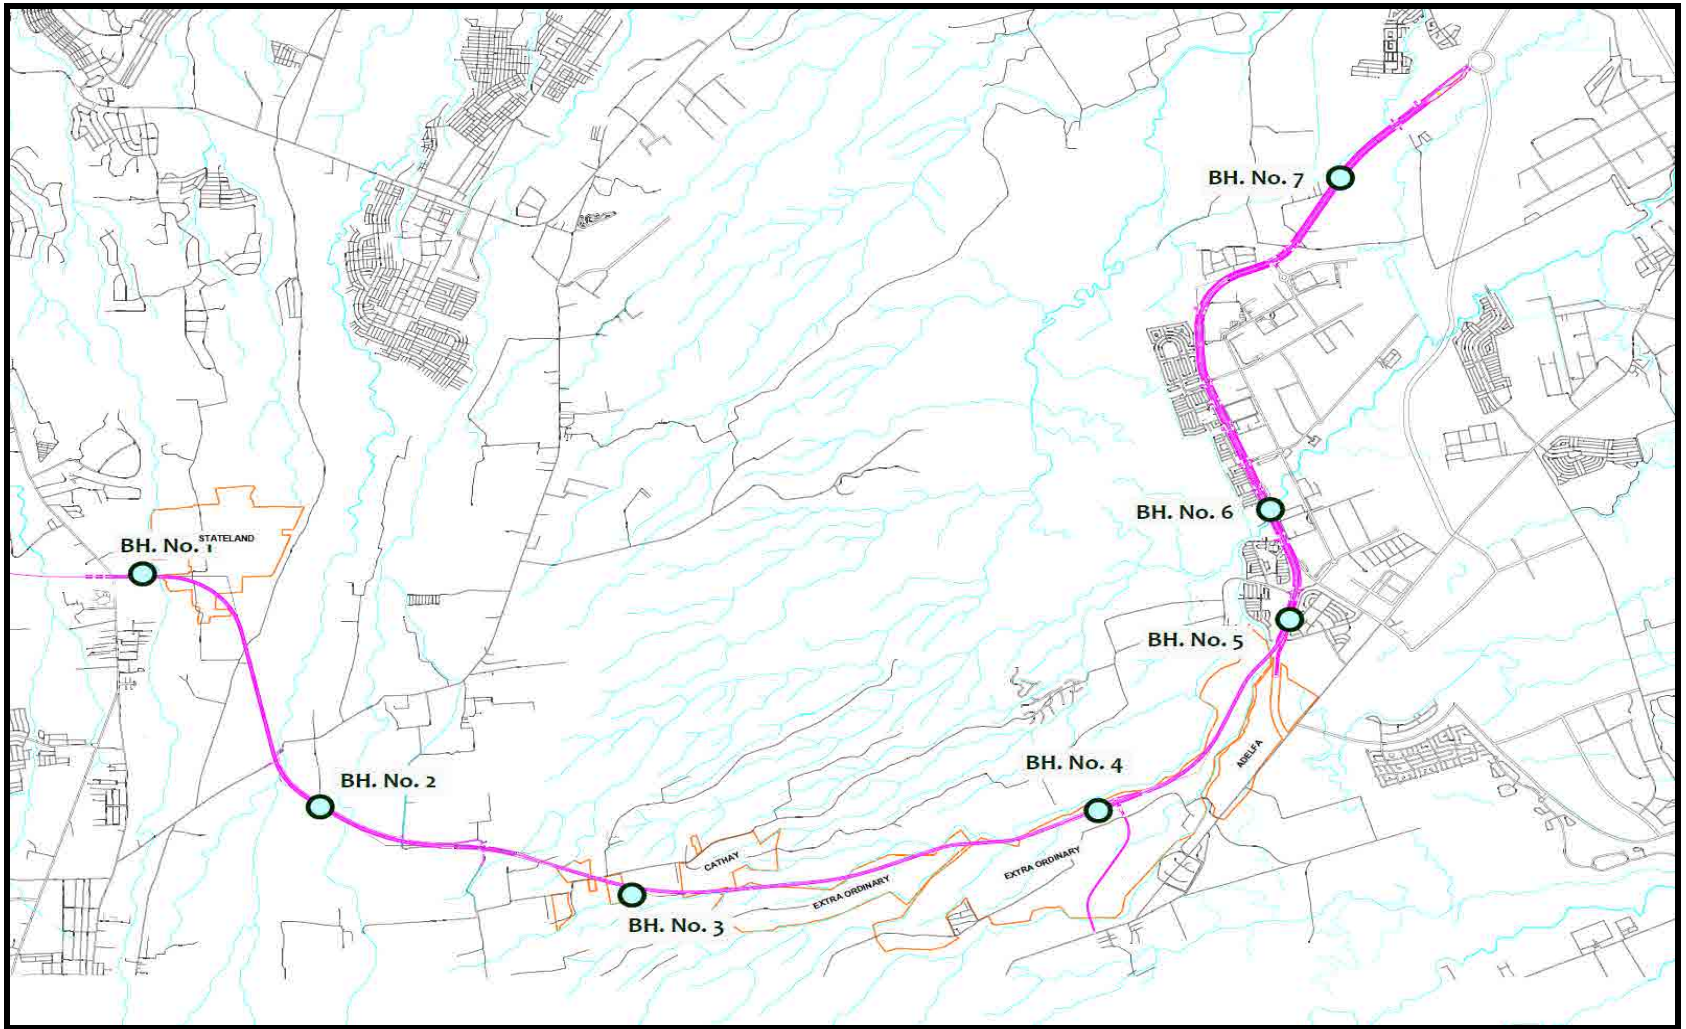 BH. No. 7
BH. No. 6
STATELAND
BH. No. 1
BH. No. 5
ADELFA
BH. No. 4
BH. No. 2
CATHAY
EXTRA ORDINARY
EXTRA ORDINARY
BH. No. 3